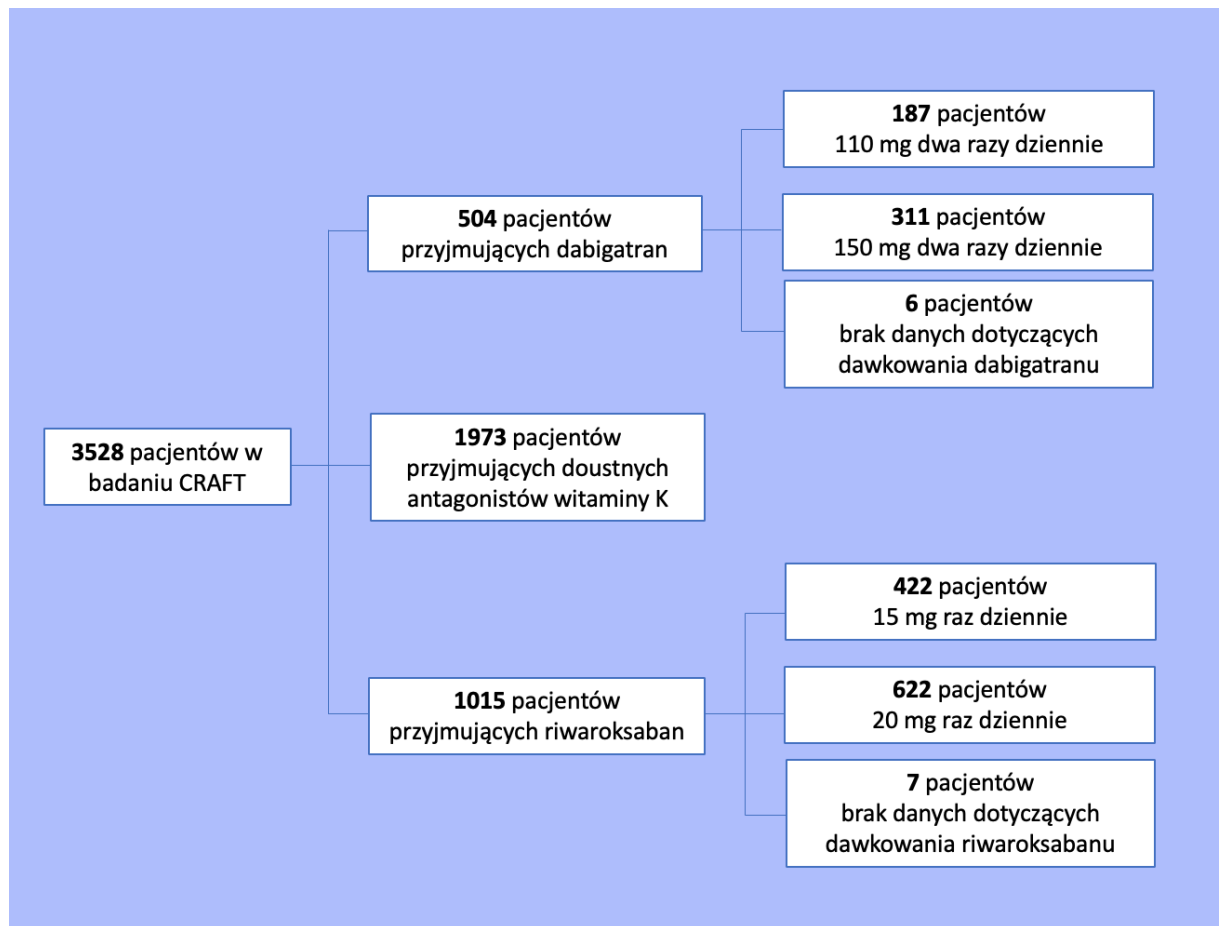 3528 pacjentów w
badaniu CRAFT
504 pacjentów
przyjmujących dabigatran
187 pacjentów
110 mg dwa razy dziennie
311 pacjentów
150 mg dwa razy dziennie
6 pacjentów
brak danych dotyczących
dawkowania dabigatranu
1973 pacjentów
przyjmujących doustnych
antagonistów witaminy K
1015 pacjentów
przyjmujących riwaroksaban
422 pacjentów
15 mg raz dziennie
622 pacjentów
20 mg raz dziennie
7 pacjentów
brak danych dotyczących
dawkowania riwaroksabanu